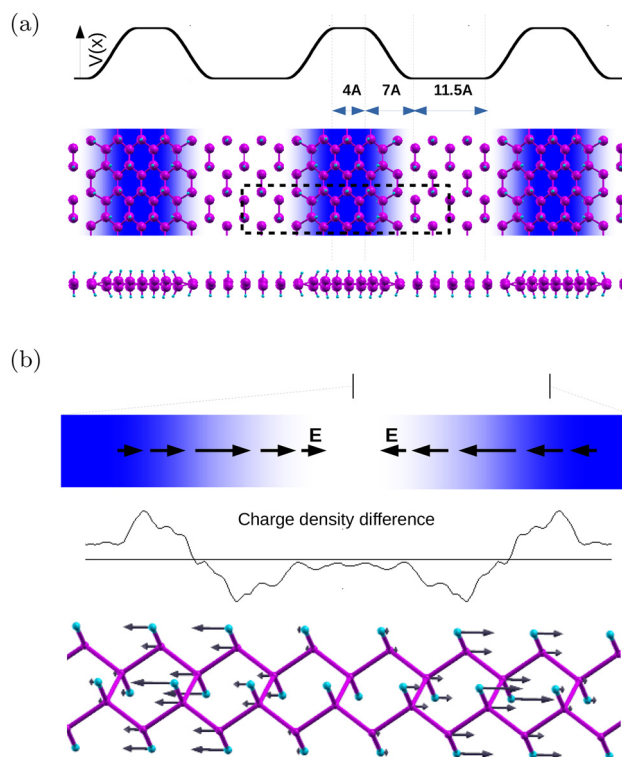 (a)
V(x)
4A 7A 11.5A
(b)
E E
Charge density difference